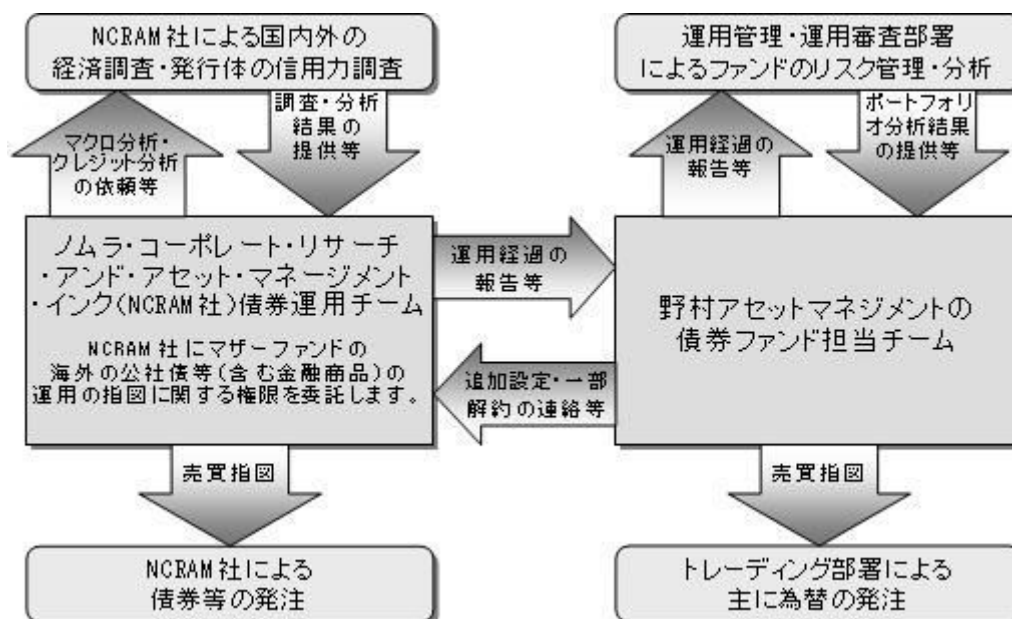 NCRAM社による国内外の
経済調査・発行体の信用力調査
運用管理・運用審査部署
によるファンドのリスク管理・分析
マクロ分析・
クレジット分析
の依頼等
調査・分析
結果の
提供等
運用経過の
報告等
ポートフォリ
オ分析結果
の提供等
ノムラ・コーポレート・リサーチ
・アンド・アセット・マネージメント
・インク(NCRAM社)債券運用チーム
NCRAM社にマザーファンドの
海外の公社債等(含む金融商品)の
運用の指図に関する権限を委託します。
運用経過の
報告等
追加設定・一部
解約の連絡等
野村アセットマネジメントの
債券ファンド担当チーム
売買指図
売買指図
NCRAM社による
債券等の発注
トレーディング部署による
主に為替の発注